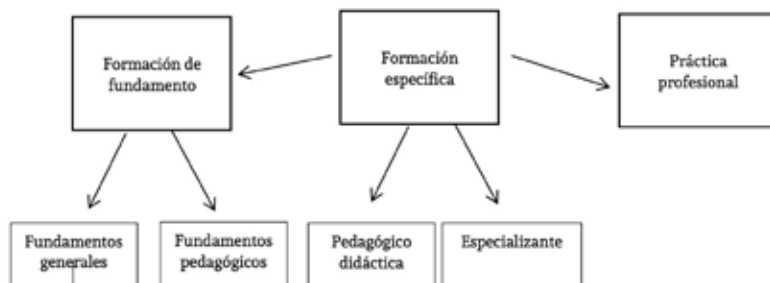 Formación de
fundamento
Formación
específica
Práctica
profesional
Fundamentos
generales
Fundamentos
pedagógicos
Pedagógico
didáctica
Especializante